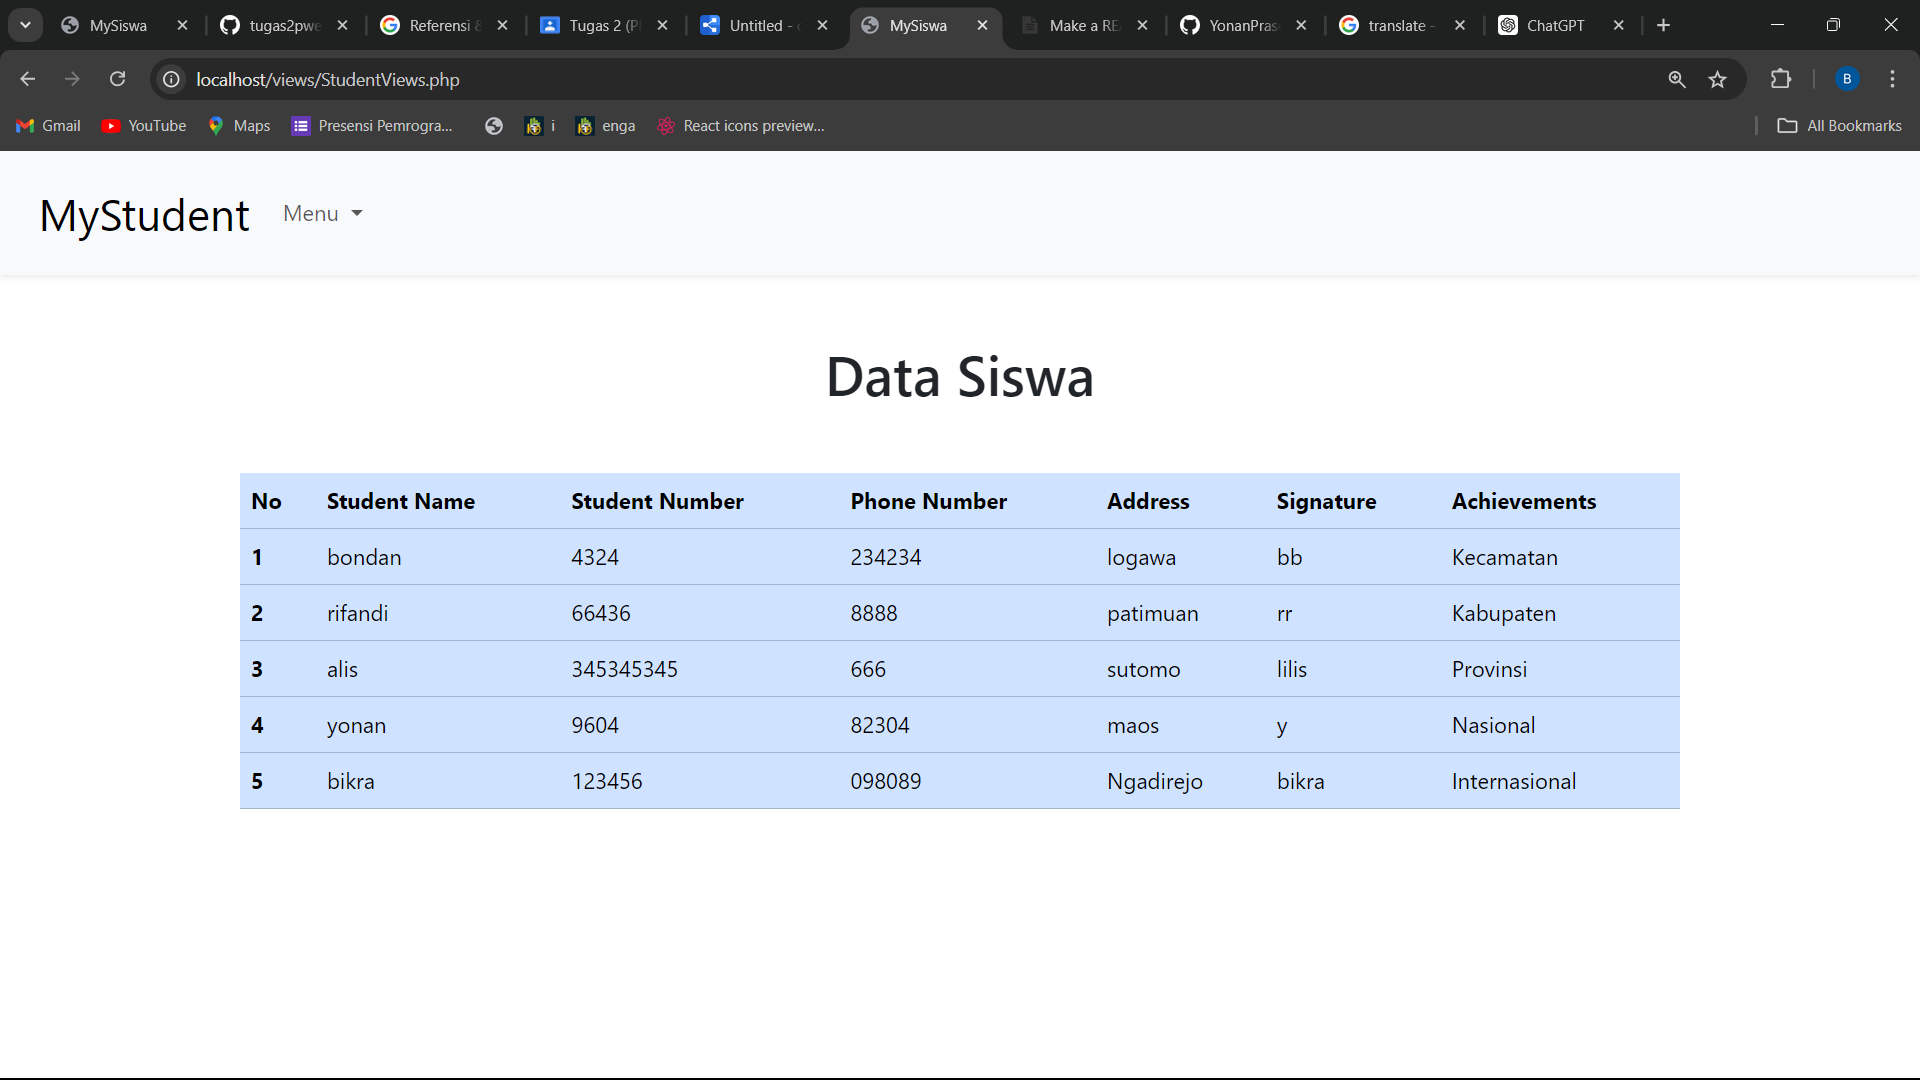 MySiswa
tugas2pwe
Referensi &
Tugas 2 (P
Untitled -
MySiswa
Make a RE
YonanPras
translate -
ChatGPT
localhost/views/StudentViews.php
B
Gmail
YouTube
Maps
Presensi Pemrogra...
i
enga
React icons preview...
All Bookmarks
MyStudent Menu
Data Siswa
No Student Name Student Number Phone Number Address Signature Achievements
1 bondan 4324 234234 logawa bb Kecamatan
2 rifandi 66436 8888 patimuan rr Kabupaten
3 alis 345345345 666 sutomo lilis Provinsi
4 yonan 9604 82304 maos y Nasional
5 bikra 123456 098089 Ngadirejo bikra Internasional